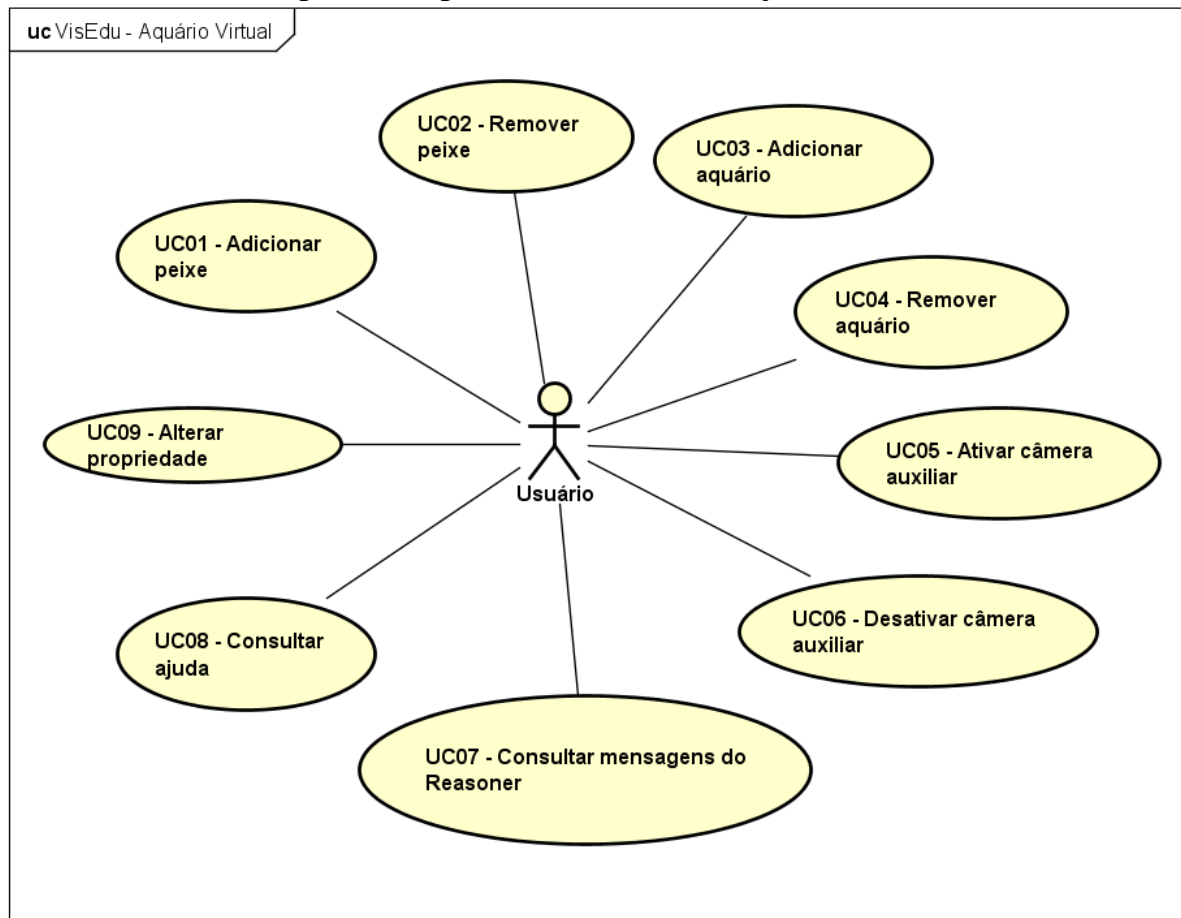 uc VisEdu - Aquário Virtual
UC02 - Remover
peixe
UC03 - Adicionar
aquário
UC01 - Adicionar
peixe
UC04 - Remover
aquário
UC09 - Alterar
propriedade
Usuário
UC05 - Ativar câmera
auxiliar
UC06 - Desativar câmera
auxiliar
UC08 - Consultar
ajuda
UC07 - Consultar mensagens do
Reasoner